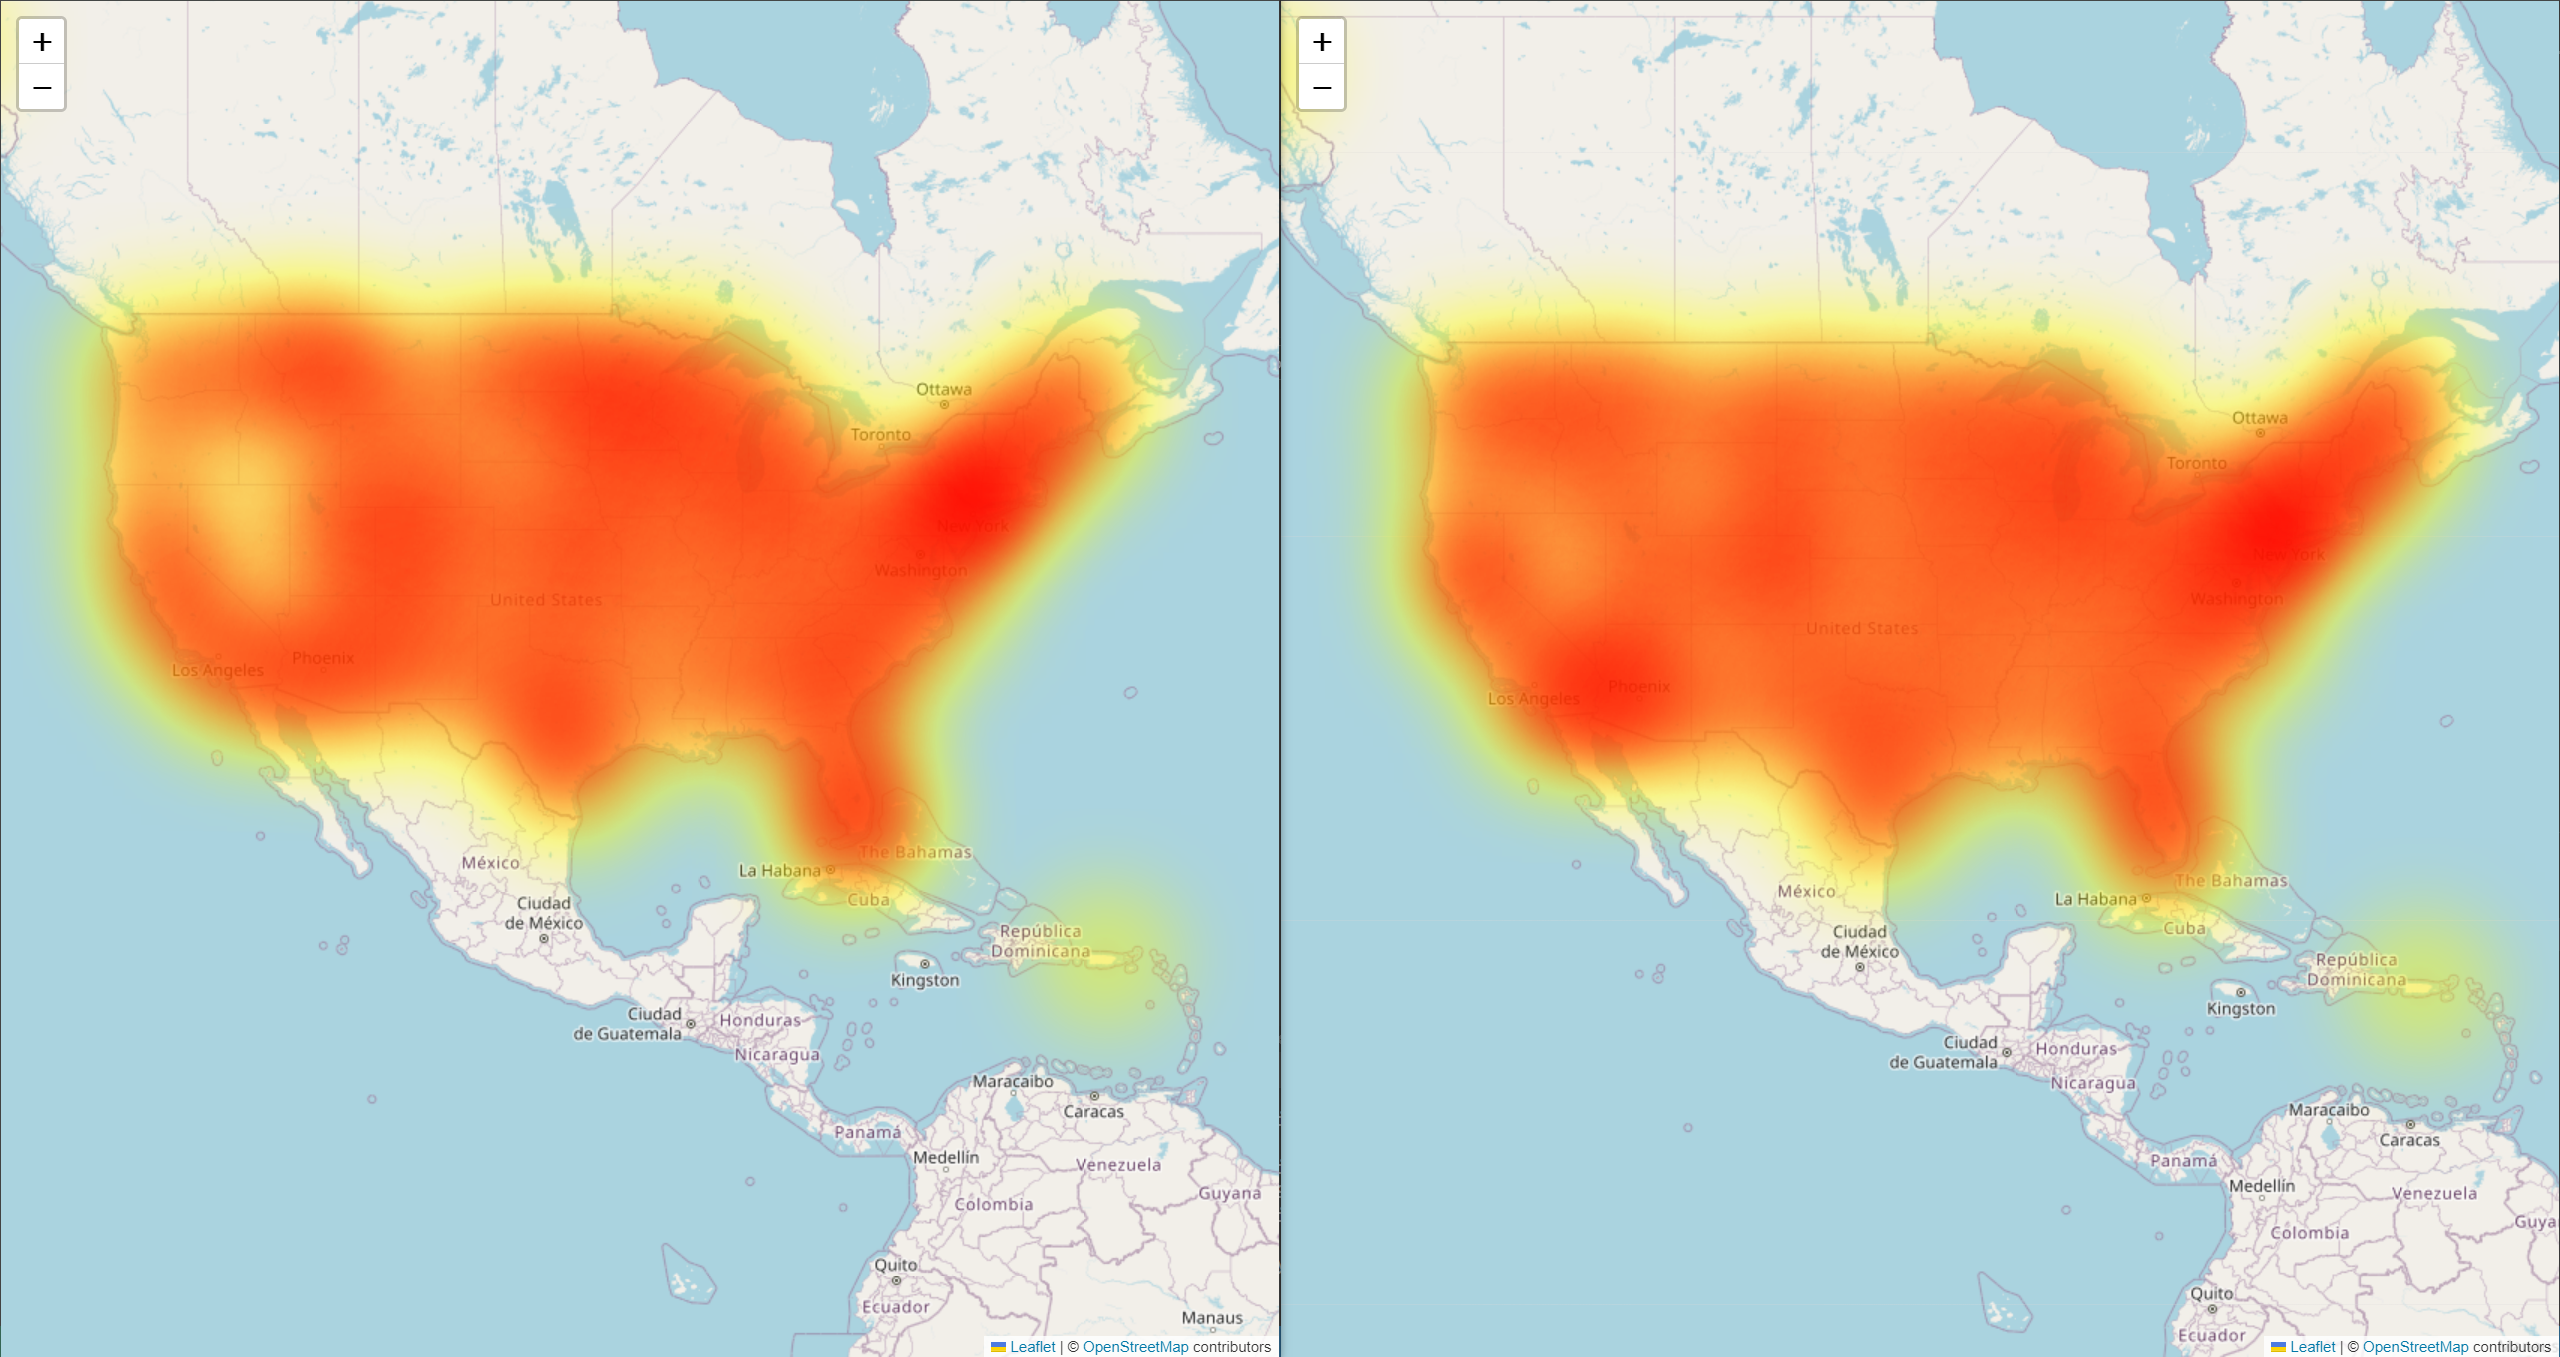 +
−
Ottawa
Toronto
New York
Washington
United States
Phoenix
Los Angeles
The Bahamas
México
La Habana
Cuba
Ciudad
de México
República
Dominicana
Kingston
Ciudad
de Guatemala
Honduras
Nicaragua
Maracaibo
Caracas
Panamá
Medellín
Venezuela
Guyana
Colombia
Quito
Ecuador
Manaus
Leaflet | © OpenStreetMap contributors
+
−
Ottawa
Toronto
New York
Washington
United States
Phoenix
Los Angeles
The Bahamas
México
La Habana
Cuba
Ciudad
de México
República
Dominicana
Kingston
Ciudad
de Guatemala
Honduras
Nicaragua
Maracaibo
Caracas
Panamá
Medellín
Venezuela
Guya
Colombia
Quito
Ecuador
Leaflet | © OpenStreetMap contributors